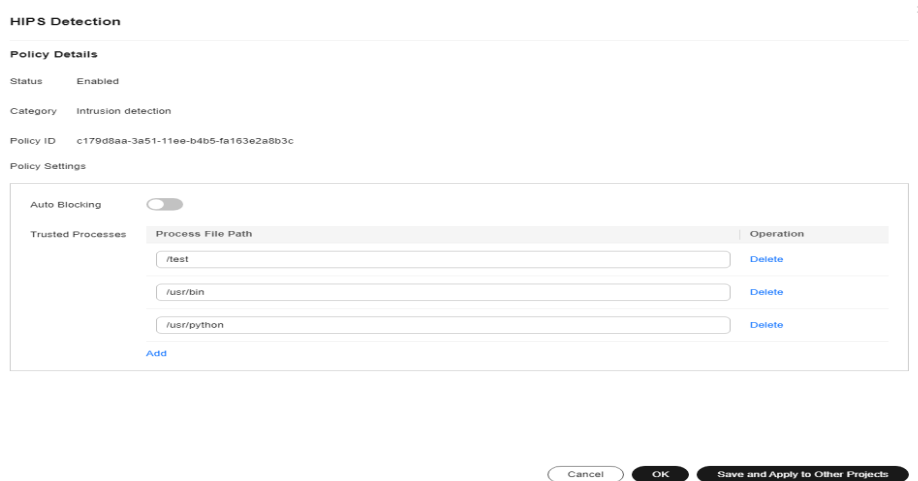 HIPS Detection
Policy Details
Status Enabled
Category Intrusion detection
Policy ID c179d8aa-3a51-11ee-b4b5-fa163e2a8b3c
Policy Settings
Auto Blocking
Trusted Processes Process File Path Operation
/test Delete
/usr/bin Delete
/usr/python Delete
Add
Cancel OK Save and Apply to Other Projects